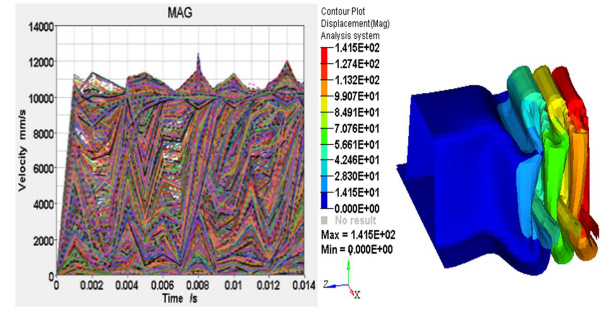 MAG
14000
12000
10000
8000
6000
4000
2000
0
Velocity mm/s
0 0.002 0.004 0.006 0.008 0.01 0.012 0.014
Time /s
Contour Plot
Displacement(Mag)
Analysis system
1.415E+02
1.274E+02
1.132E+02
9.907E+01
8.491E+01
7.076E+01
5.661E+01
4.246E+01
2.830E+01
1.415E+01
0.000E+00
No result
Max = 1.415E+02
Min = 0.000E+00
Y
Z
X